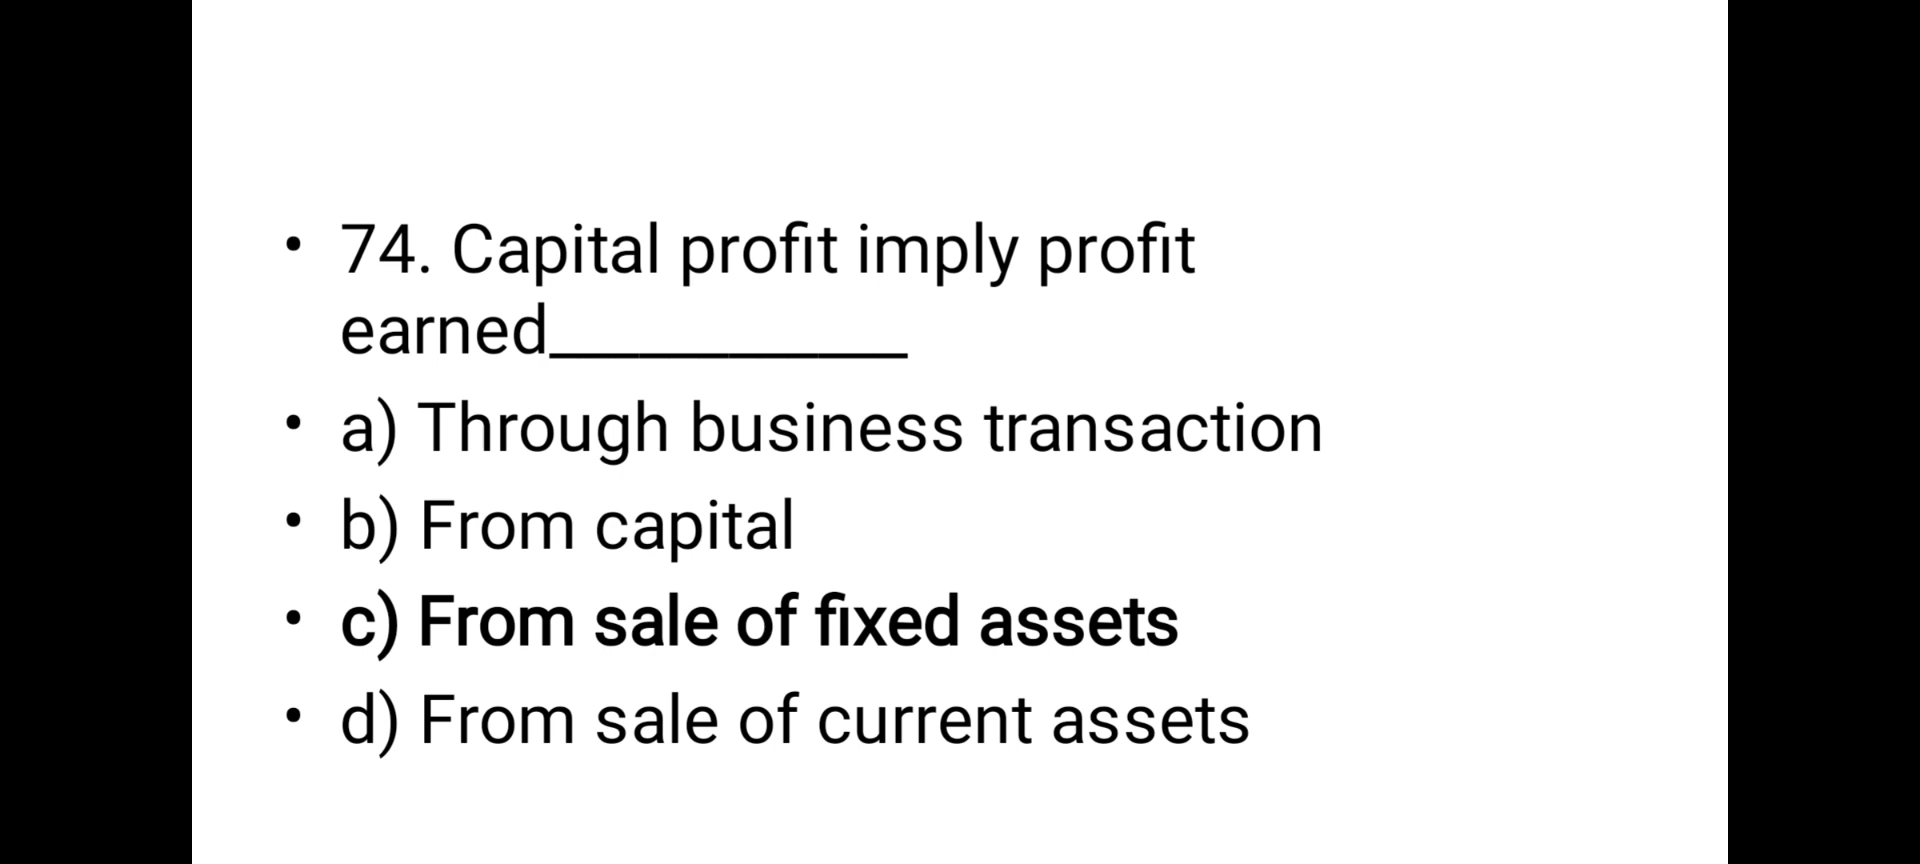 • 74. Capital profit imply profit
earned____________
• a) Through business transaction
• b) From capital
• c) From sale of fixed assets
• d) From sale of current assets